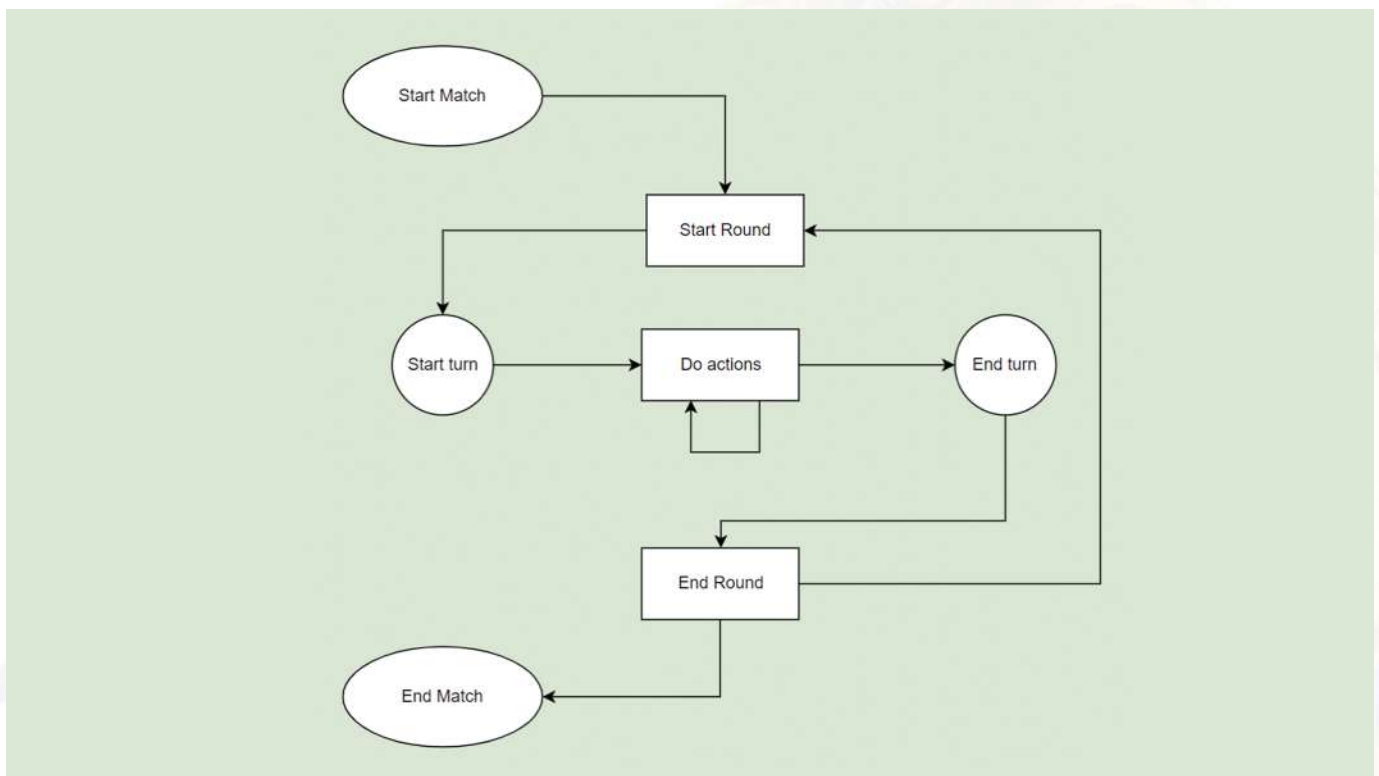 Start Match
Start Round
Start turn
Do actions
End turn
End Round
End Match